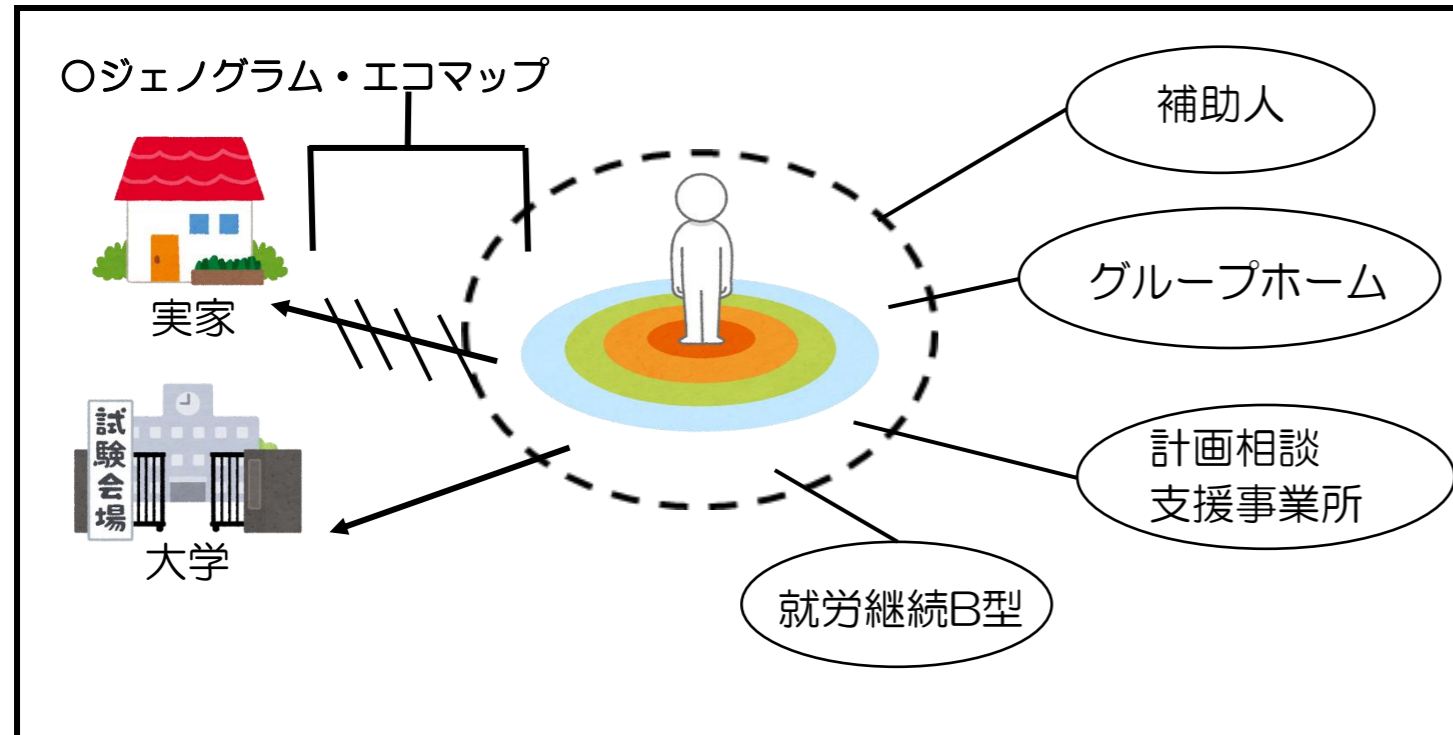 〇ジェノグラム・エコマップ
実家
試験会場
大学
補助人
グループホーム
計画相談
支援事業所
就労継続B型